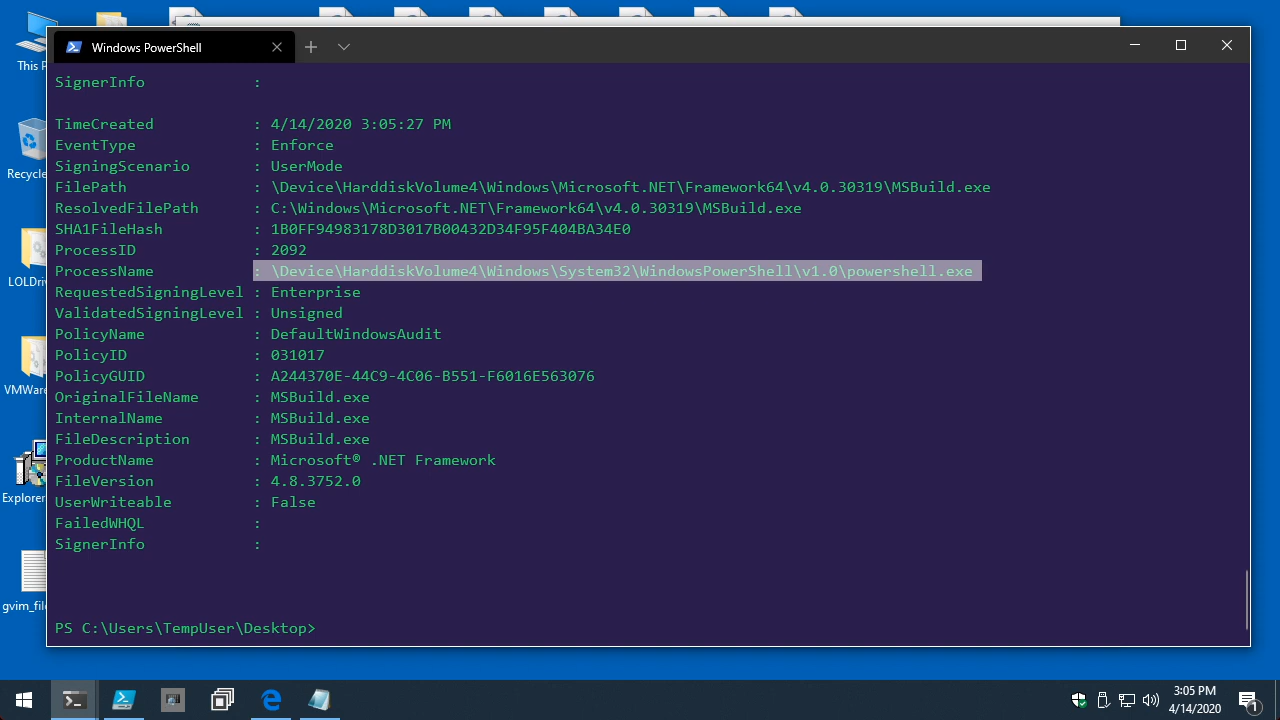 Windows PowerShell
This P
Recycle
LOLDri
VMWare
Explorer
gvim_fil
SignerInfo :
TimeCreated : 4/14/2020 3:05:27 PM
EventType : Enforce
SigningScenario : UserMode
FilePath : \Device\HarddiskVolume4\Windows\Microsoft.NET\Framework64\v4.0.30319\MSBuild.exe
ResolvedFilePath : C:\Windows\Microsoft.NET\Framework64\v4.0.30319\MSBuild.exe
SHA1FileHash : 1B0FF94983178D3017B00432D34F95F404BA34E0
ProcessID : 2092
ProcessName : \Device\HarddiskVolume4\Windows\System32\WindowsPowerShell\v1.0\powershell.exe
RequestedSigningLevel : Enterprise
ValidatedSigningLevel : Unsigned
PolicyName : DefaultWindowsAudit
PolicyID : 031017
PolicyGUID : A244370E-44C9-4C06-B551-F6016E563076
OriginalFileName : MSBuild.exe
InternalName : MSBuild.exe
FileDescription : MSBuild.exe
ProductName : Microsoft® .NET Framework
FileVersion : 4.8.3752.0
UserWriteable : False
FailedWHQL :
SignerInfo :
PS C:\Users\TempUser\Desktop>
3:05 PM
4/14/2020
1